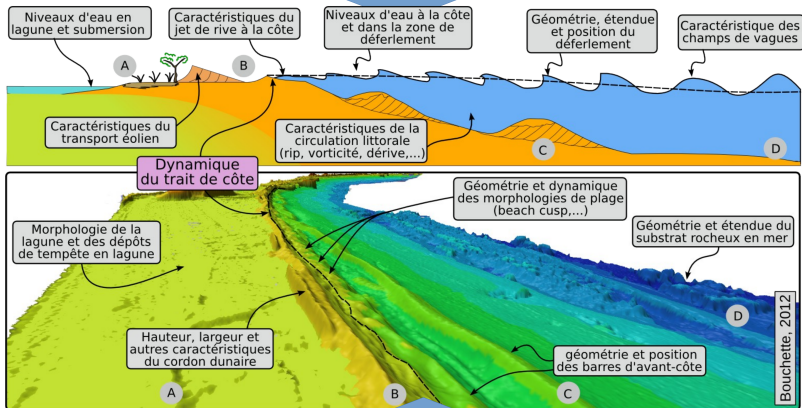 Niveaux d'eau en
lagune et submersion
Caractéristiques du
jet de rive à la côte
Niveaux d'eau à la côte
et dans la zone de
déferlement
Géométrie, étendue
et position du
déferlement
Caractéristique des
champs de vagues
A
B
Caractéristiques du
transport éolien
Caractéristiques de la
circulation littorale
(rip, vorticité, dérive,...)
C
D
Dynamique
du trait de côte
Géométrie et dynamique
des morphologies de plage
(beach cusp,...)
Morphologie de la
lagune et des dépôts
de tempête en lagune
Géométrie et étendue du
substrat rocheux en mer
D
Hauteur, largeur et
autres caractéristiques
du cordon dunaire
géométrie et position
des barres d'avant-côte
A
B
C
Bouchette, 2012